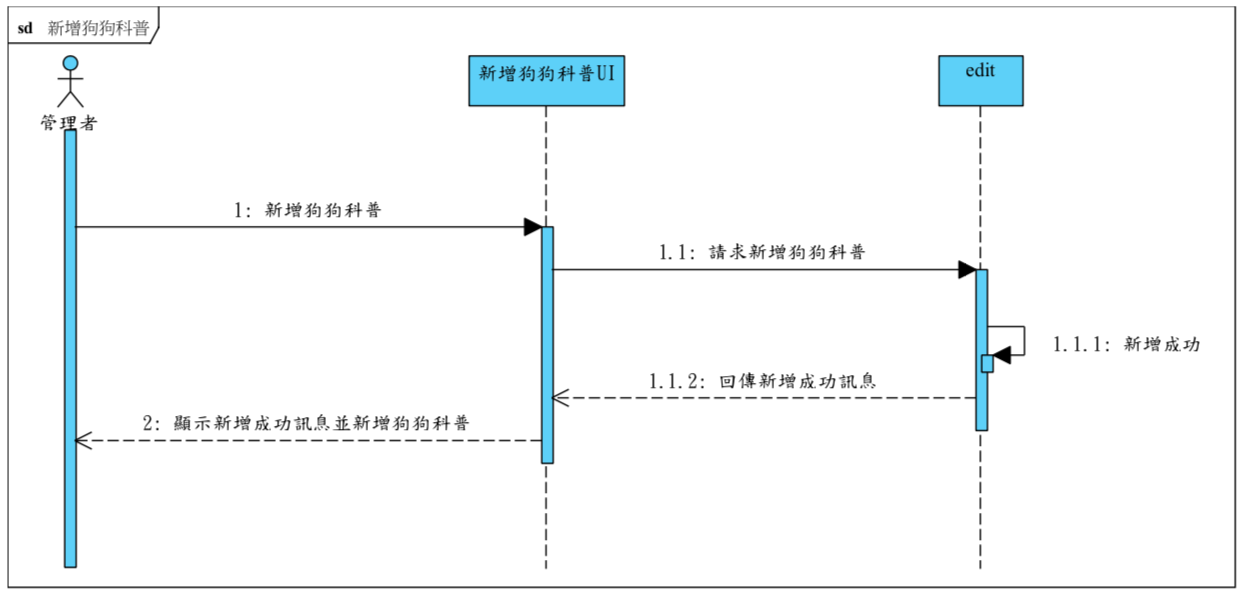 sd 新增狗狗科普
管理者
新增狗狗科普UI
edit
1: 新增狗狗科普
1.1: 請求新增狗狗科普
1.1.1: 新增成功
1.1.2: 回傳新增成功訊息
2: 顯示新增成功訊息並新增狗狗科普